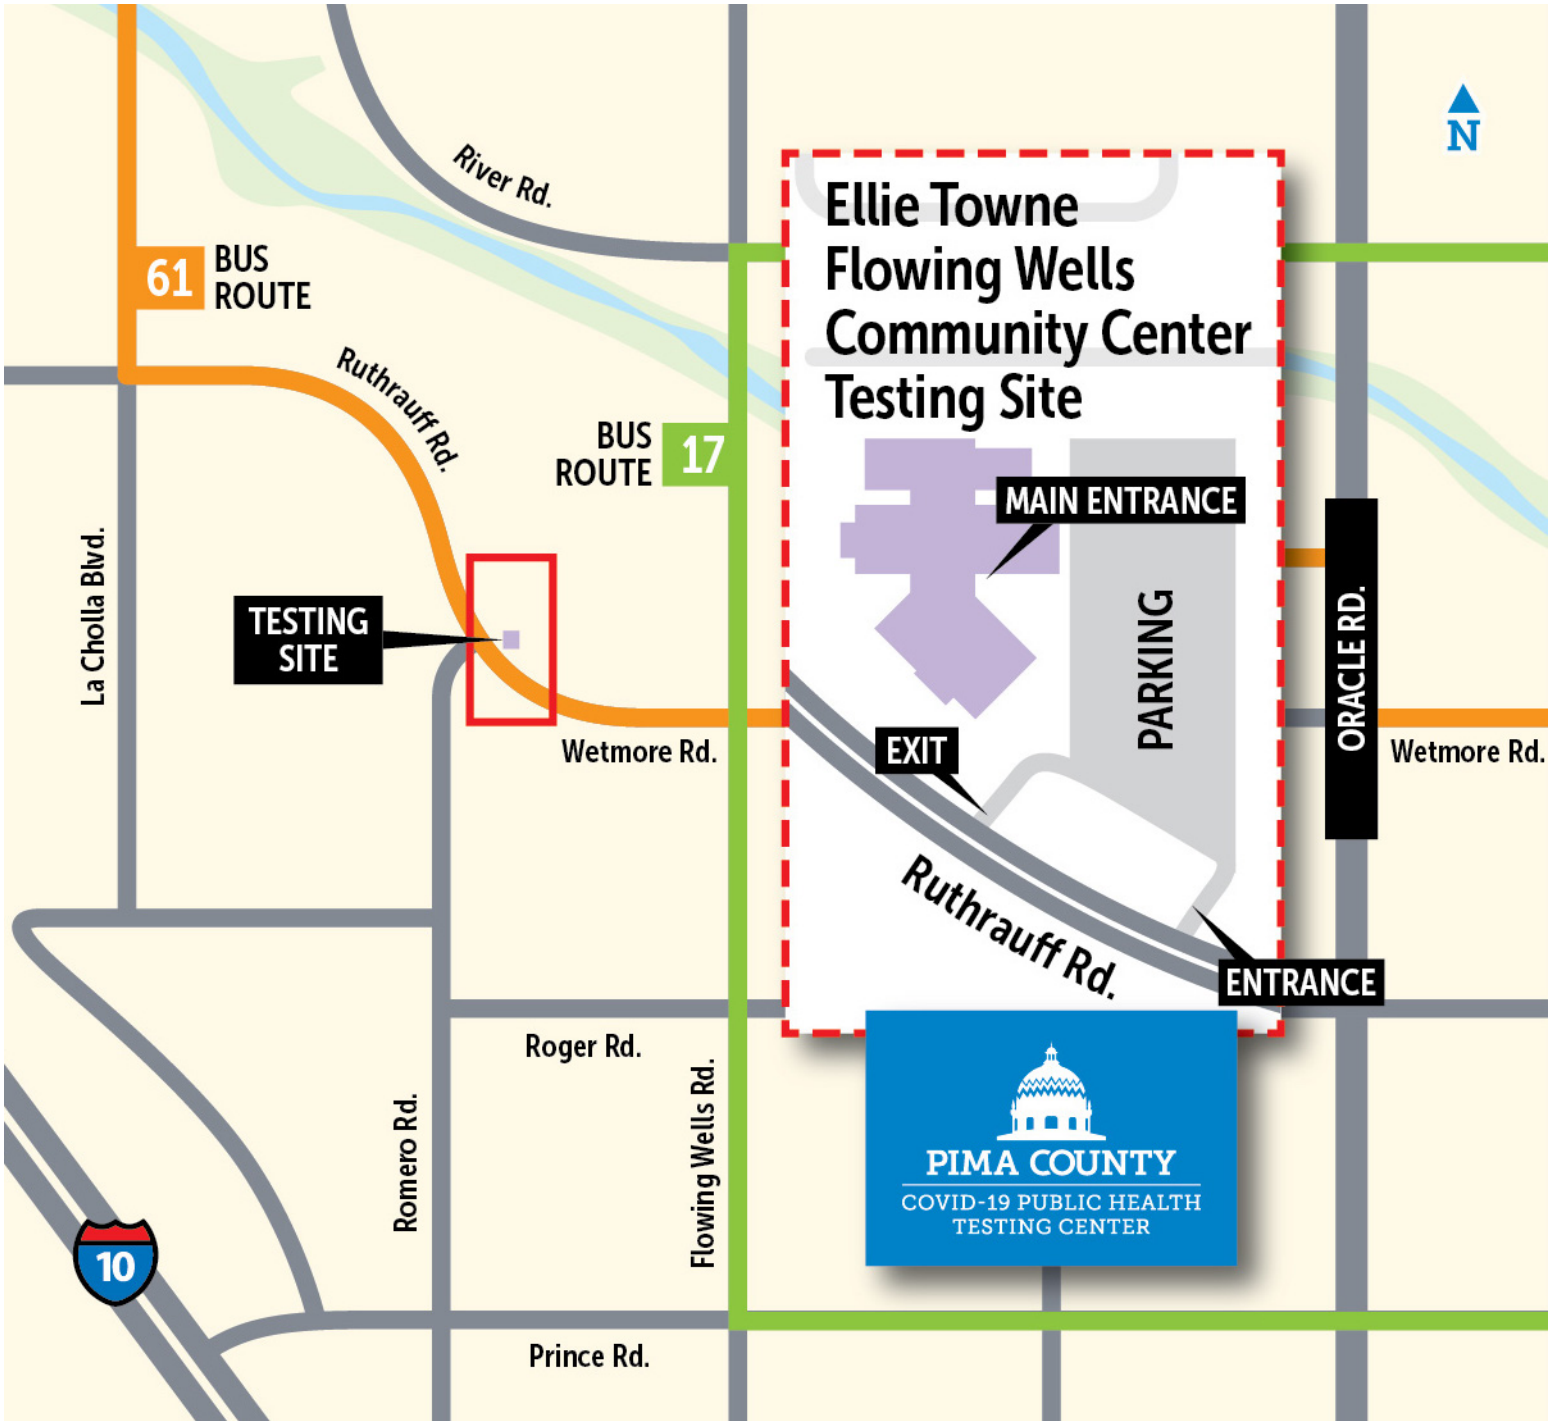 N
River Rd.
Ellie Towne
Flowing Wells
Community Center
Testing Site
61
BUS
ROUTE
Ruthrauff Rd.
BUS
ROUTE
17
MAIN ENTRANCE
La Cholla Blvd.
TESTING
SITE
PARKING
ORACLE RD.
Wetmore Rd.
EXIT
Wetmore Rd.
Ruthrauff Rd.
ENTRANCE
Roger Rd.
Romero Rd.
Flowing Wells Rd.
PIMA COUNTY
COVID-19 PUBLIC HEALTH
TESTING CENTER
10
Prince Rd.